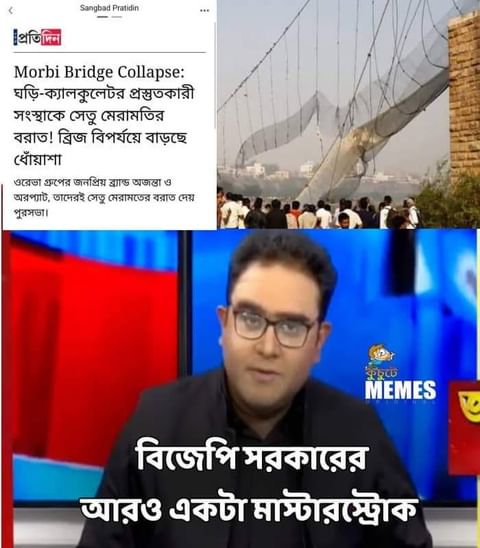 Sangbad Pratidin
প্রতিদিন
Morbi Bridge Collapse:
ঘড়ি-ক্যালকুলেটর প্রস্তুতকারী
সংস্থাকে সেতু মেরামতির
বরাত! ব্রিজ বিপর্যয়ে বাড়ছে
ধোঁয়াশা
ওরেভা গ্রুপের জনপ্রিয় ব্র্যান্ড অজন্তা ও
অরপ্যাট, তাদেরই সেতু মেরামতের বরাত দেয়
পুরসভা।
কুঁচুটে
MEMES
বিজেপি সরকারের
আরও একটা মাস্টারস্ট্রোক